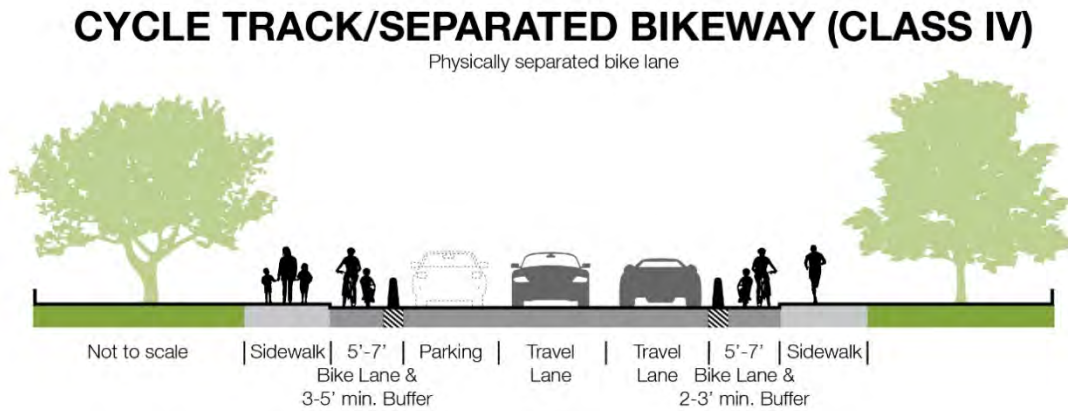 CYCLE TRACK/SEPARATED BIKEWAY (CLASS IV)
Physically separated bike lane
Not to scale
Sidewalk
5'-7'
Bike Lane &
3-5' min. Buffer
Parking
Travel
Lane
Travel
Lane
5'-7'
Bike Lane &
2-3' min. Buffer
Sidewalk